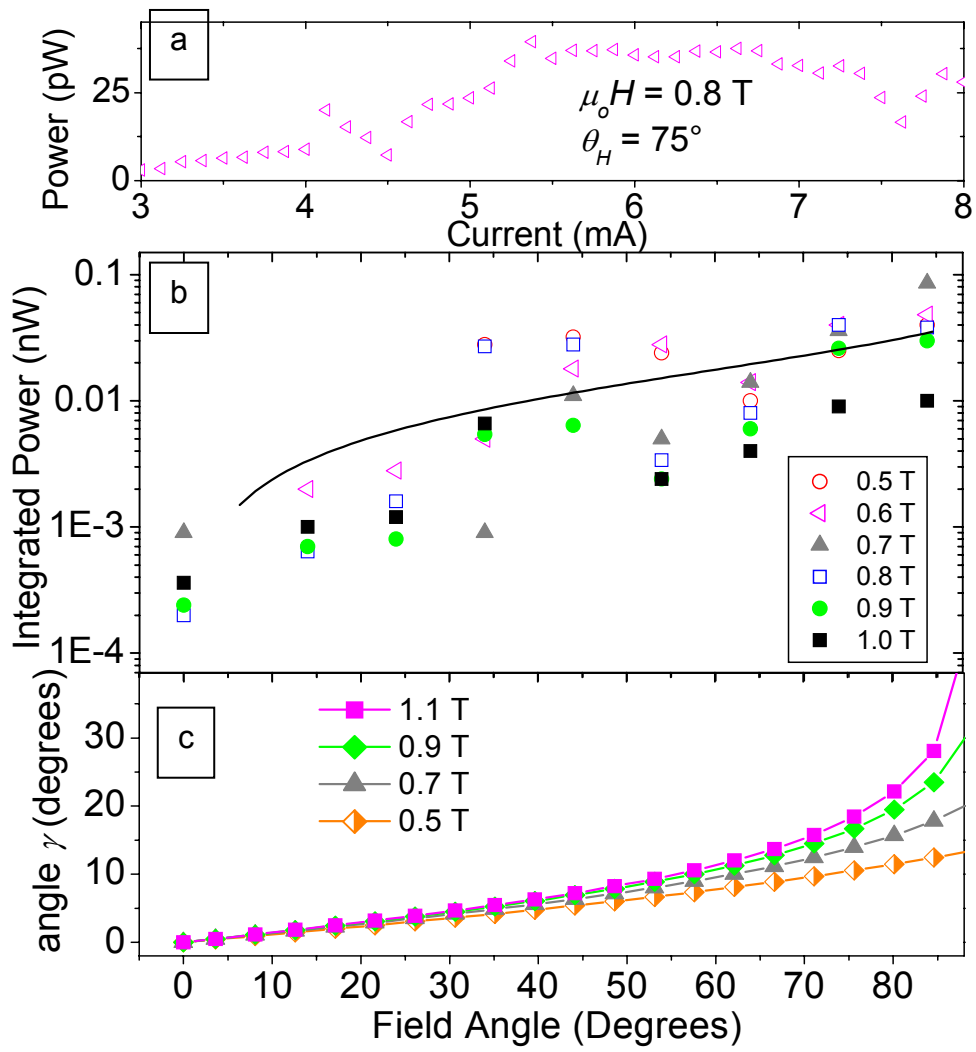 a
Power (pW)
25
0
μoH = 0.8 T
θH = 75°
3 4 5 6 7 8
Current (mA)
b
Integrated Power (nW)
0.1
0.01
1E-3
1E-4
0.5 T
0.6 T
0.7 T
0.8 T
0.9 T
1.0 T
c
angle γ (degrees)
30
20
10
0
1.1 T
0.9 T
0.7 T
0.5 T
0 10 20 30 40 50 60 70 80
Field Angle (Degrees)